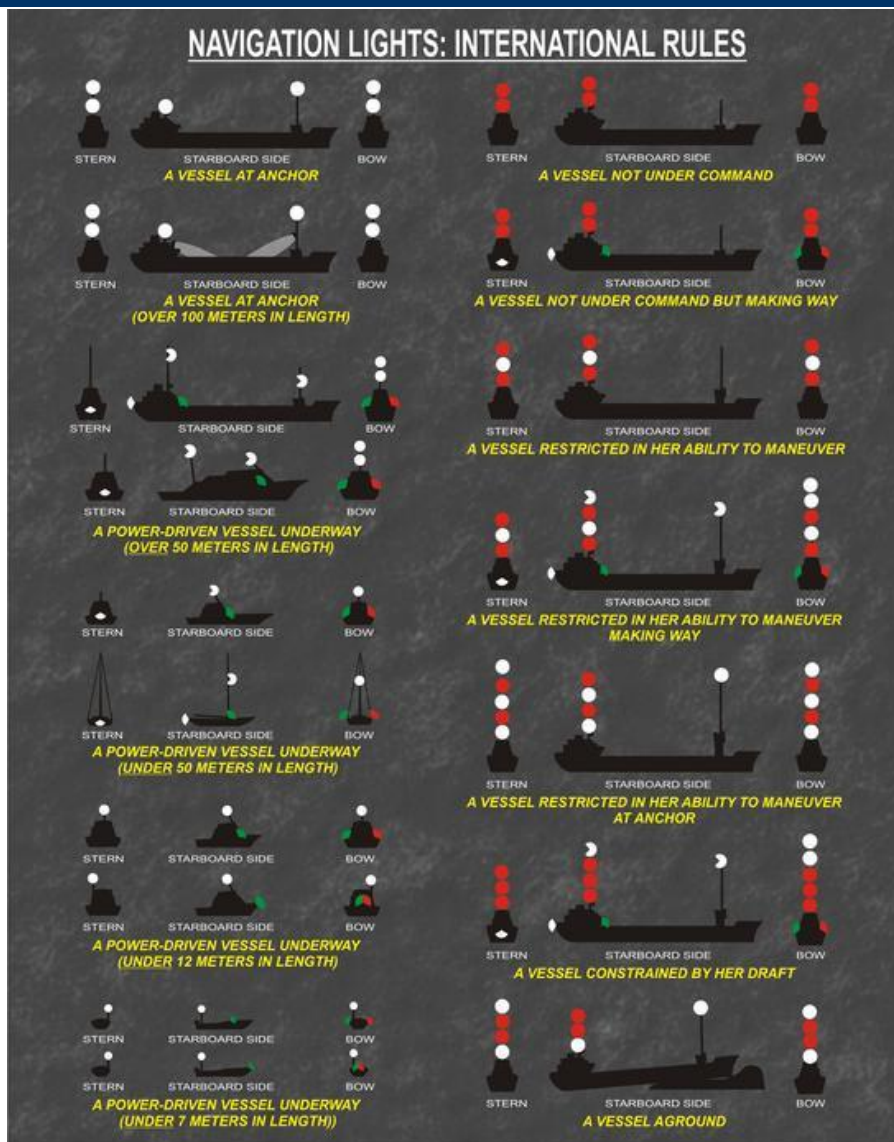 NAVIGATION LIGHTS: INTERNATIONAL RULES
STERN STARBOARD SIDE BOW
A VESSEL AT ANCHOR
STERN STARBOARD SIDE BOW
A VESSEL AT ANCHOR
(OVER 100 METERS IN LENGTH)
STERN STARBOARD SIDE BOW
STERN STARBOARD SIDE BOW
A POWER-DRIVEN VESSEL UNDERWAY
(OVER 50 METERS IN LENGTH)
STERN STARBOARD SIDE BOW
STERN STARBOARD SIDE BOW
A POWER-DRIVEN VESSEL UNDERWAY
(UNDER 50 METERS IN LENGTH)
STERN STARBOARD SIDE BOW
STERN STARBOARD SIDE BOW
A POWER-DRIVEN VESSEL UNDERWAY
(UNDER 12 METERS IN LENGTH)
STERN STARBOARD SIDE BOW
STERN STARBOARD SIDE BOW
A POWER-DRIVEN VESSEL UNDERWAY
(UNDER 7 METERS IN LENGTH))
STERN STARBOARD SIDE BOW
A VESSEL NOT UNDER COMMAND
STERN STARBOARD SIDE BOW
A VESSEL NOT UNDER COMMAND BUT MAKING WAY
STERN STARBOARD SIDE BOW
A VESSEL RESTRICTED IN HER ABILITY TO MANEUVER
STERN STARBOARD SIDE BOW
A VESSEL RESTRICTED IN HER ABILITY TO MANEUVER
MAKING WAY
STERN STARBOARD SIDE BOW
A VESSEL RESTRICTED IN HER ABILITY TO MANEUVER
AT ANCHOR
STERN STARBOARD SIDE BOW
A VESSEL CONSTRAINED BY HER DRAFT
STERN STARBOARD SIDE BOW
A VESSEL AGROUND